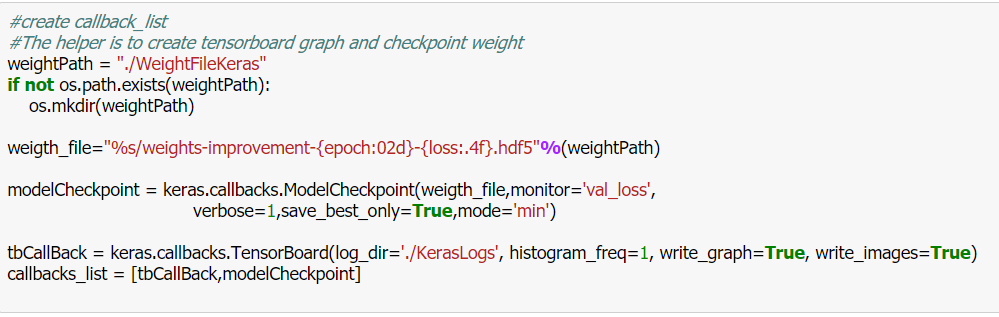 #create callback_list
#The helper is to create tensorboard graph and checkpoint weight
weightPath = "./WeightFileKeras"
if not os.path.exists(weightPath):
    os.mkdir(weightPath)

weigth_file="%s/weights-improvement-{epoch:02d}-{loss:.4f}.hdf5"%(weightPath)

modelCheckpoint = keras.callbacks.ModelCheckpoint(weigth_file,monitor='val_loss',
                                verbose=1,save_best_only=True,mode='min')

tbCallBack = keras.callbacks.TensorBoard(log_dir='./KerasLogs', histogram_freq=1, write_graph=True, write_images=True)
callbacks_list = [tbCallBack,modelCheckpoint]